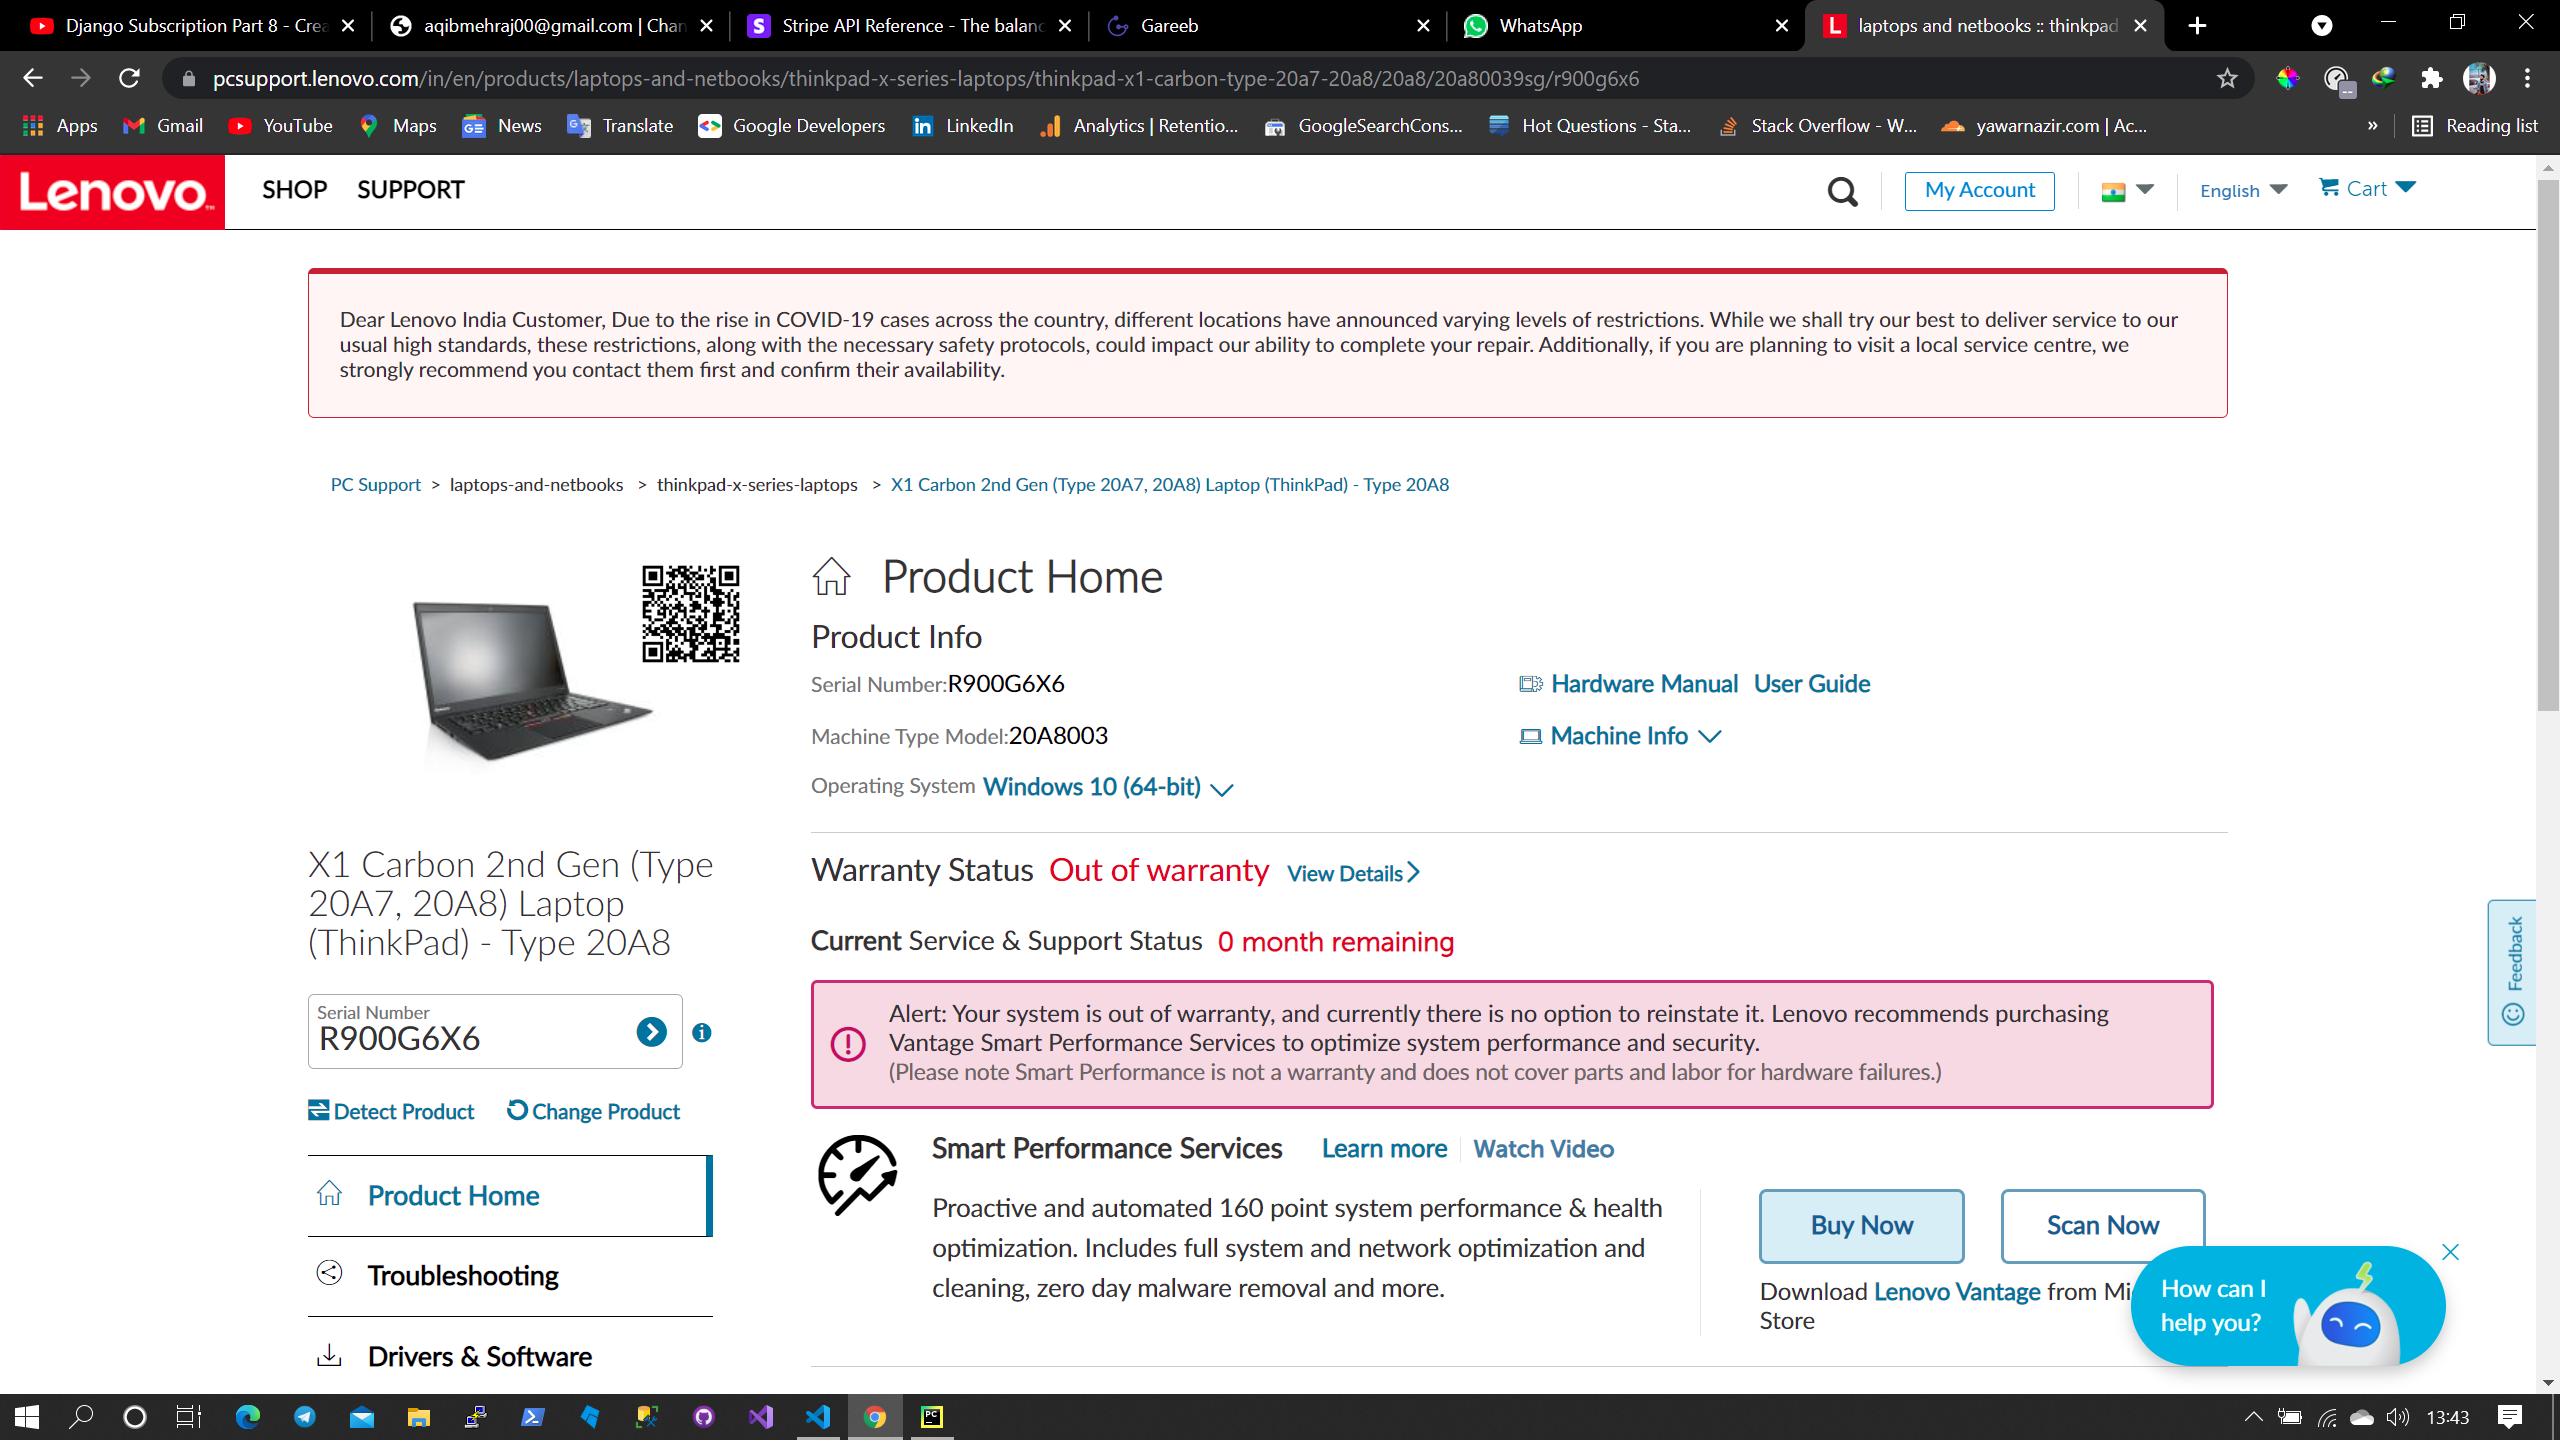 Django Subscription Part 8 - Crea
aqibmehraj00@gmail.com | Chan
Stripe API Reference - The balanc
Gareeb
WhatsApp
laptops and netbooks :: thinkpad
pcsupport.lenovo.com/in/en/products/laptops-and-netbooks/thinkpad-x-series-laptops/thinkpad-x1-carbon-type-20a7-20a8/20a8/20a80039sg/r900g6x6
Apps
Gmail
YouTube
Maps
News
Translate
Google Developers
LinkedIn
Analytics | Retentio...
GoogleSearchCons...
Hot Questions - Sta...
Stack Overflow - W...
yawarnazir.com | Ac...
»
Reading list
Lenovo™
SHOP
SUPPORT
My Account
English
Cart
Dear Lenovo India Customer, Due to the rise in COVID-19 cases across the country, different locations have announced varying levels of restrictions. While we shall try our best to deliver service to our
usual high standards, these restrictions, along with the necessary safety protocols, could impact our ability to complete your repair. Additionally, if you are planning to visit a local service centre, we
strongly recommend you contact them first and confirm their availability.
PC Support > laptops-and-netbooks > thinkpad-x-series-laptops > X1 Carbon 2nd Gen (Type 20A7, 20A8) Laptop (ThinkPad) - Type 20A8
X1 Carbon 2nd Gen (Type
20A7, 20A8) Laptop
(ThinkPad) - Type 20A8
Serial Number
R900G6X6
Detect Product
Change Product
Product Home
Troubleshooting
Drivers & Software
Product Home
Product Info
Serial Number:R900G6X6
Hardware Manual User Guide
Machine Type Model:20A8003
Machine Info
Operating System Windows 10 (64-bit)
Warranty Status Out of warranty View Details
Current Service & Support Status 0 month remaining
Alert: Your system is out of warranty, and currently there is no option to reinstate it. Lenovo recommends purchasing
Vantage Smart Performance Services to optimize system performance and security.
(Please note Smart Performance is not a warranty and does not cover parts and labor for hardware failures.)
Smart Performance Services Learn more Watch Video
Proactive and automated 160 point system performance & health
optimization. Includes full system and network optimization and
cleaning, zero day malware removal and more.
Buy Now
Scan Now
Download Lenovo Vantage from Mi
Store
How can I
help you?
Feedback
13:43